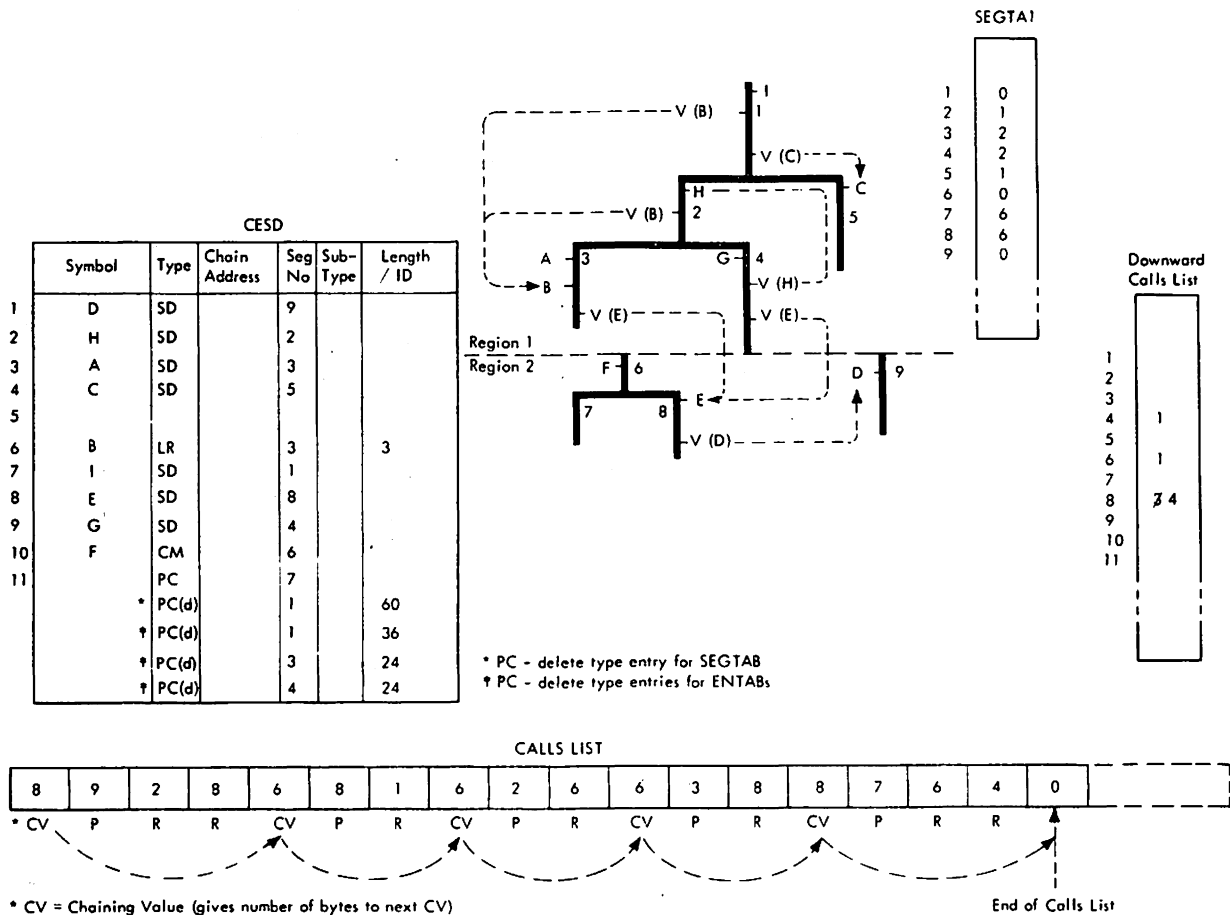 SEGTA1
1 0
2 1
3 2
4 2
5 1
6 0
7 6
8 6
9 0
I
V (B) 1
V (C)
C
H
V (B) 2
5
A 3
G 4
B
V (H)
V (E)
V (E)
Region 1
Region 2
F 6
D 9
7 8 E
V (D)
Downward
Calls List
1
2
3
4 1
5
6 1
7
8 3 4
9
10
11
CESD
Symbol Type Chain Address Seg No Sub-Type Length / ID
1 D SD 9
2 H SD 2
3 A SD 3
4 C SD 5
5
6 B LR 3 3
7 I SD 1
8 E SD 8
9 G SD 4
10 F CM 6
11 PC 7
* PC(d) 1 60
† PC(d) 1 36
† PC(d) 3 24
† PC(d) 4 24
* PC - delete type entry for SEGTAB
† PC - delete type entries for ENTABs
CALLS LIST
8 9 2 8 6 8 1 6 2 6 6 3 8 8 7 6 4 0
* CV P R R CV P R CV P R CV P R CV P R R
* CV = Chaining Value (gives number of bytes to next CV)
End of Calls List